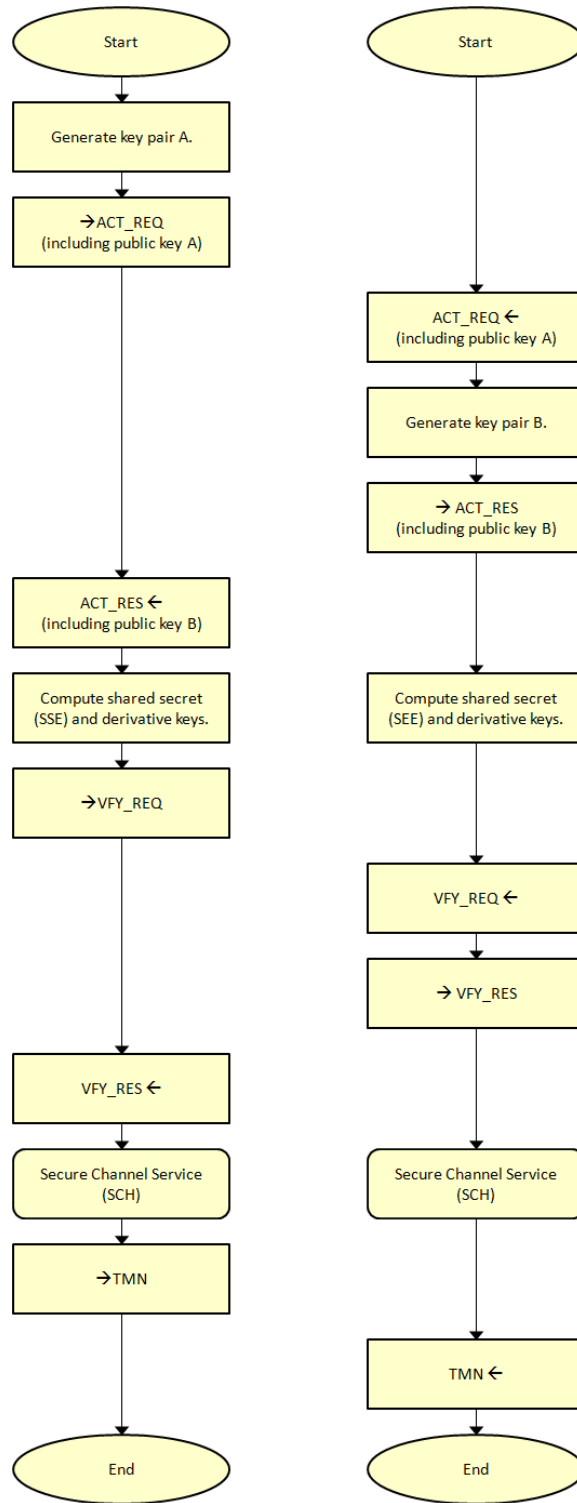 Start
Generate key pair A.
→ACT_REQ
(including public key A)
ACT_RES ←
(including public key B)
Compute shared secret
(SSE) and derivative keys.
→VFY_REQ
VFY_RES ←
Secure Channel Service
(SCH)
→TMN
End
Start
ACT_REQ ←
(including public key A)
Generate key pair B.
→ ACT_RES
(including public key B)
Compute shared secret
(SEE) and derivative keys.
VFY_REQ ←
→ VFY_RES
Secure Channel Service
(SCH)
TMN ←
End